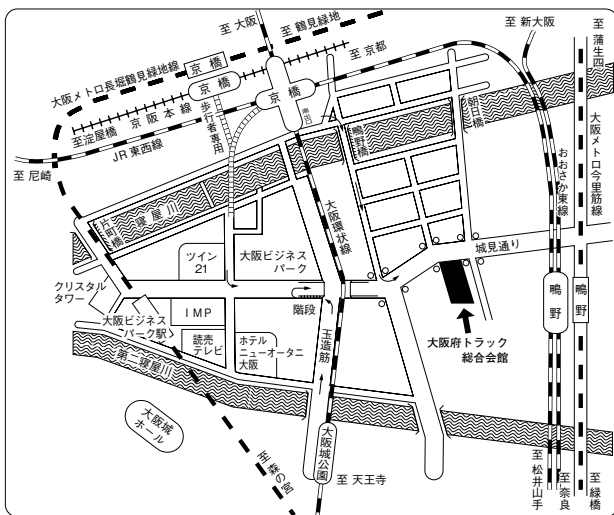 至 大阪
至 鶴見緑地
大阪メトロ長堀鶴見緑地線
京橋
至 京都
至 新大阪
至 蒲生四
京橋
京阪本線
至淀屋橋
JR東西線
至 尼崎
歩行者専用
京橋
南出口
鴫野橋
朝日橋
大阪メトロ今里筋線
おおさか東線
寝屋川
片町橋
大阪環状線
城見通り
ツイン
21
大阪ビジネス
パーク
クリスタル
タワー
大阪ビジネス
パーク駅
IMP
階段
読売
テレビ
ホテル
ニューオータニ
大阪
玉造筋
大阪府トラック
総合会館
鴫野
鴫野
第二寝屋川
大阪城
ホール
至 森の宮
大阪城公園
至 天王寺
至 松井山手
至 奈良
至 緑橋